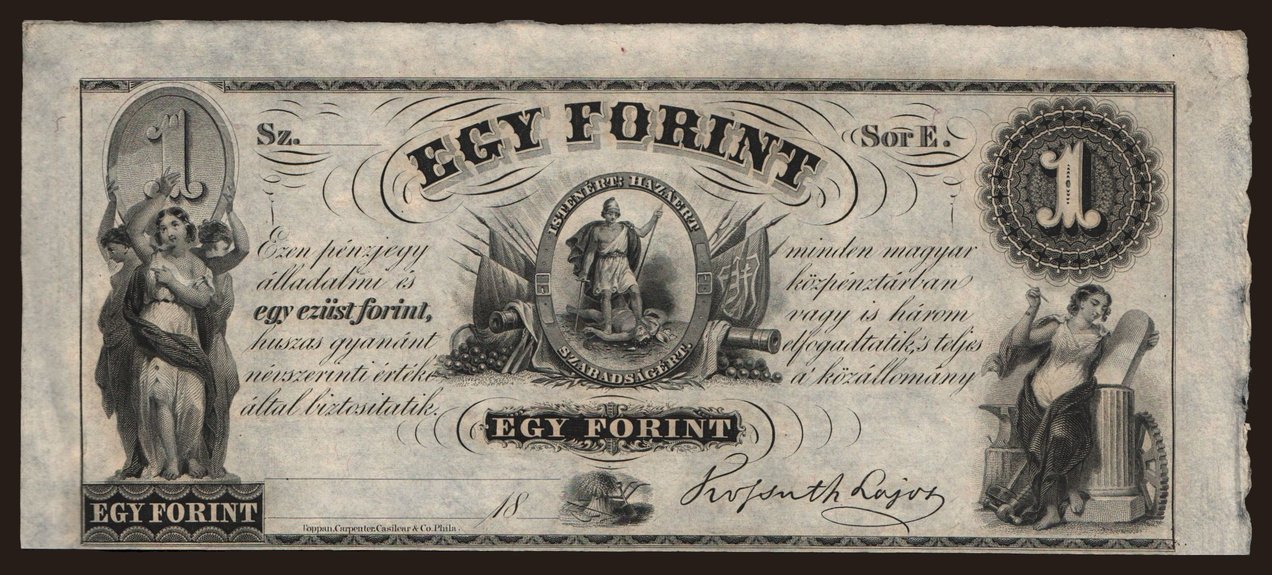 1
Sz.
EGY FORINT
Sor E.
1
ISTENÉRT; HAZÁÉRT
SZABADSÁGÉRT.
Ezen pénzjegy minden magyar
álladalmi és közpénztárban
egy ezüst forint, vagy is három
huszas gyanánt elfogadtatik, 's teljes
névszerinti értéke a' közállomány
által biztositatik.
EGY FORINT
Kossuth Lajos
18
EGY FORINT
Toppan, Carpenter, Casilear & Co. Phila.